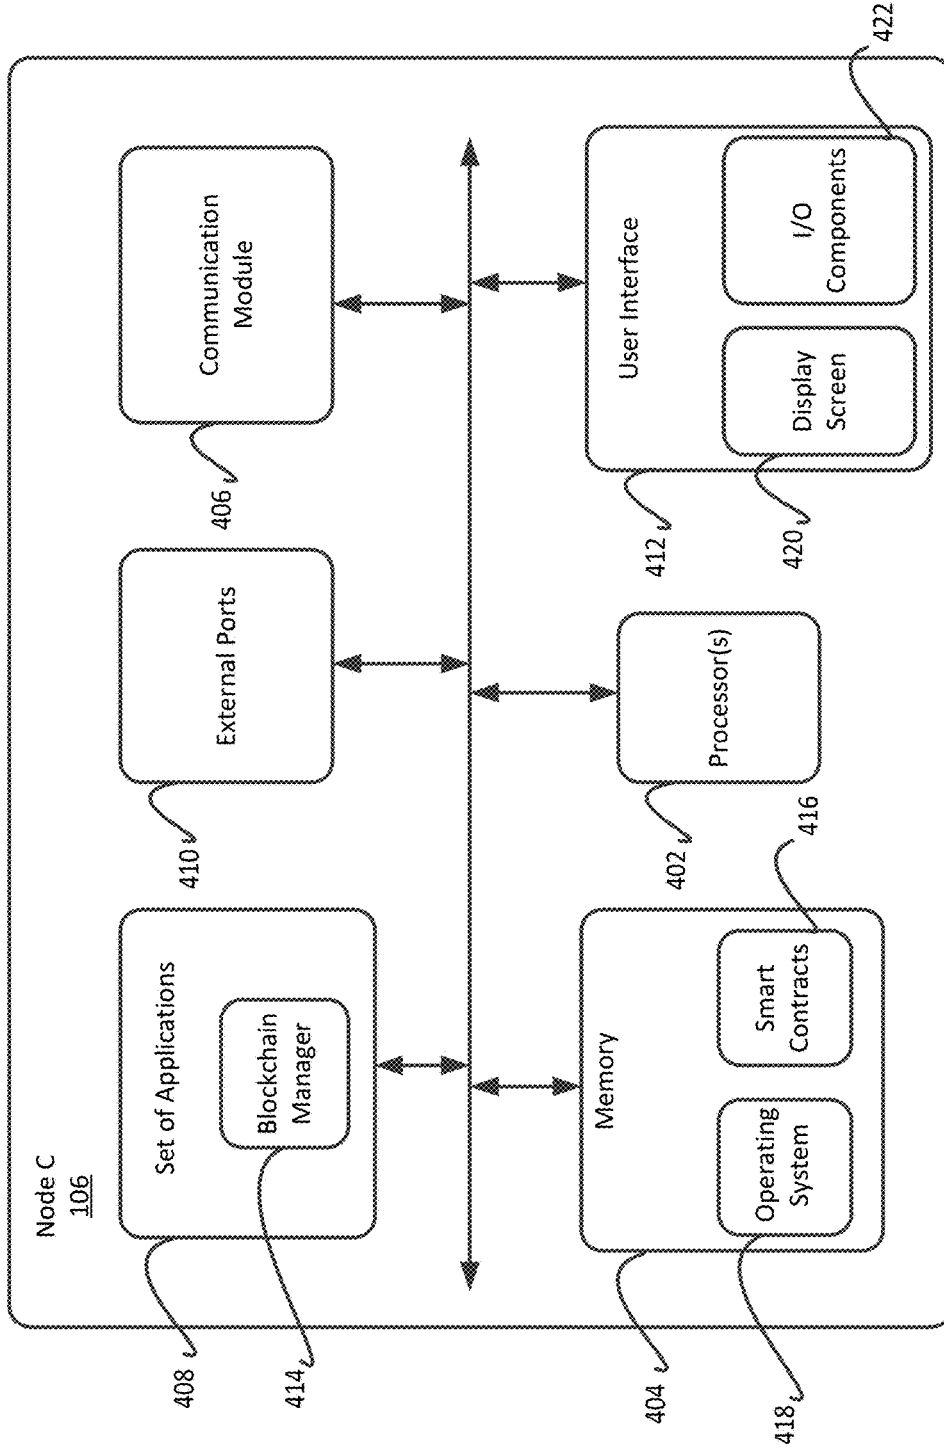 Node C
106
Set of Applications
Blockchain
Manager
408
414
External Ports
410
Communication
Module
406
Memory
Operating
System
Smart
Contracts
404
418
416
Processor(s)
402
User Interface
Display
Screen
I/O
Components
412
420
422